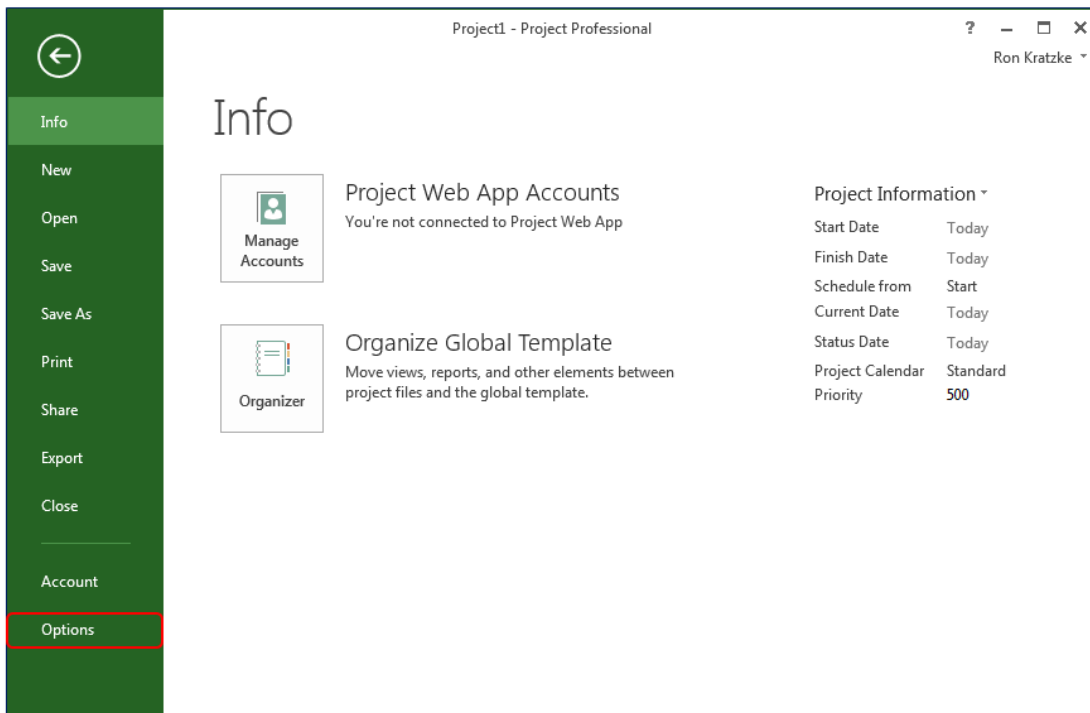 Project1 - Project Professional
?
Ron Kratzke
Info
New
Open
Save
Save As
Print
Share
Export
Close
Account
Options
Info
Manage
Accounts
Project Web App Accounts
You're not connected to Project Web App
Organizer
Organize Global Template
Move views, reports, and other elements between
project files and the global template.
Project Information
Start Date Today
Finish Date Today
Schedule from Start
Current Date Today
Status Date Today
Project Calendar Standard
Priority 500